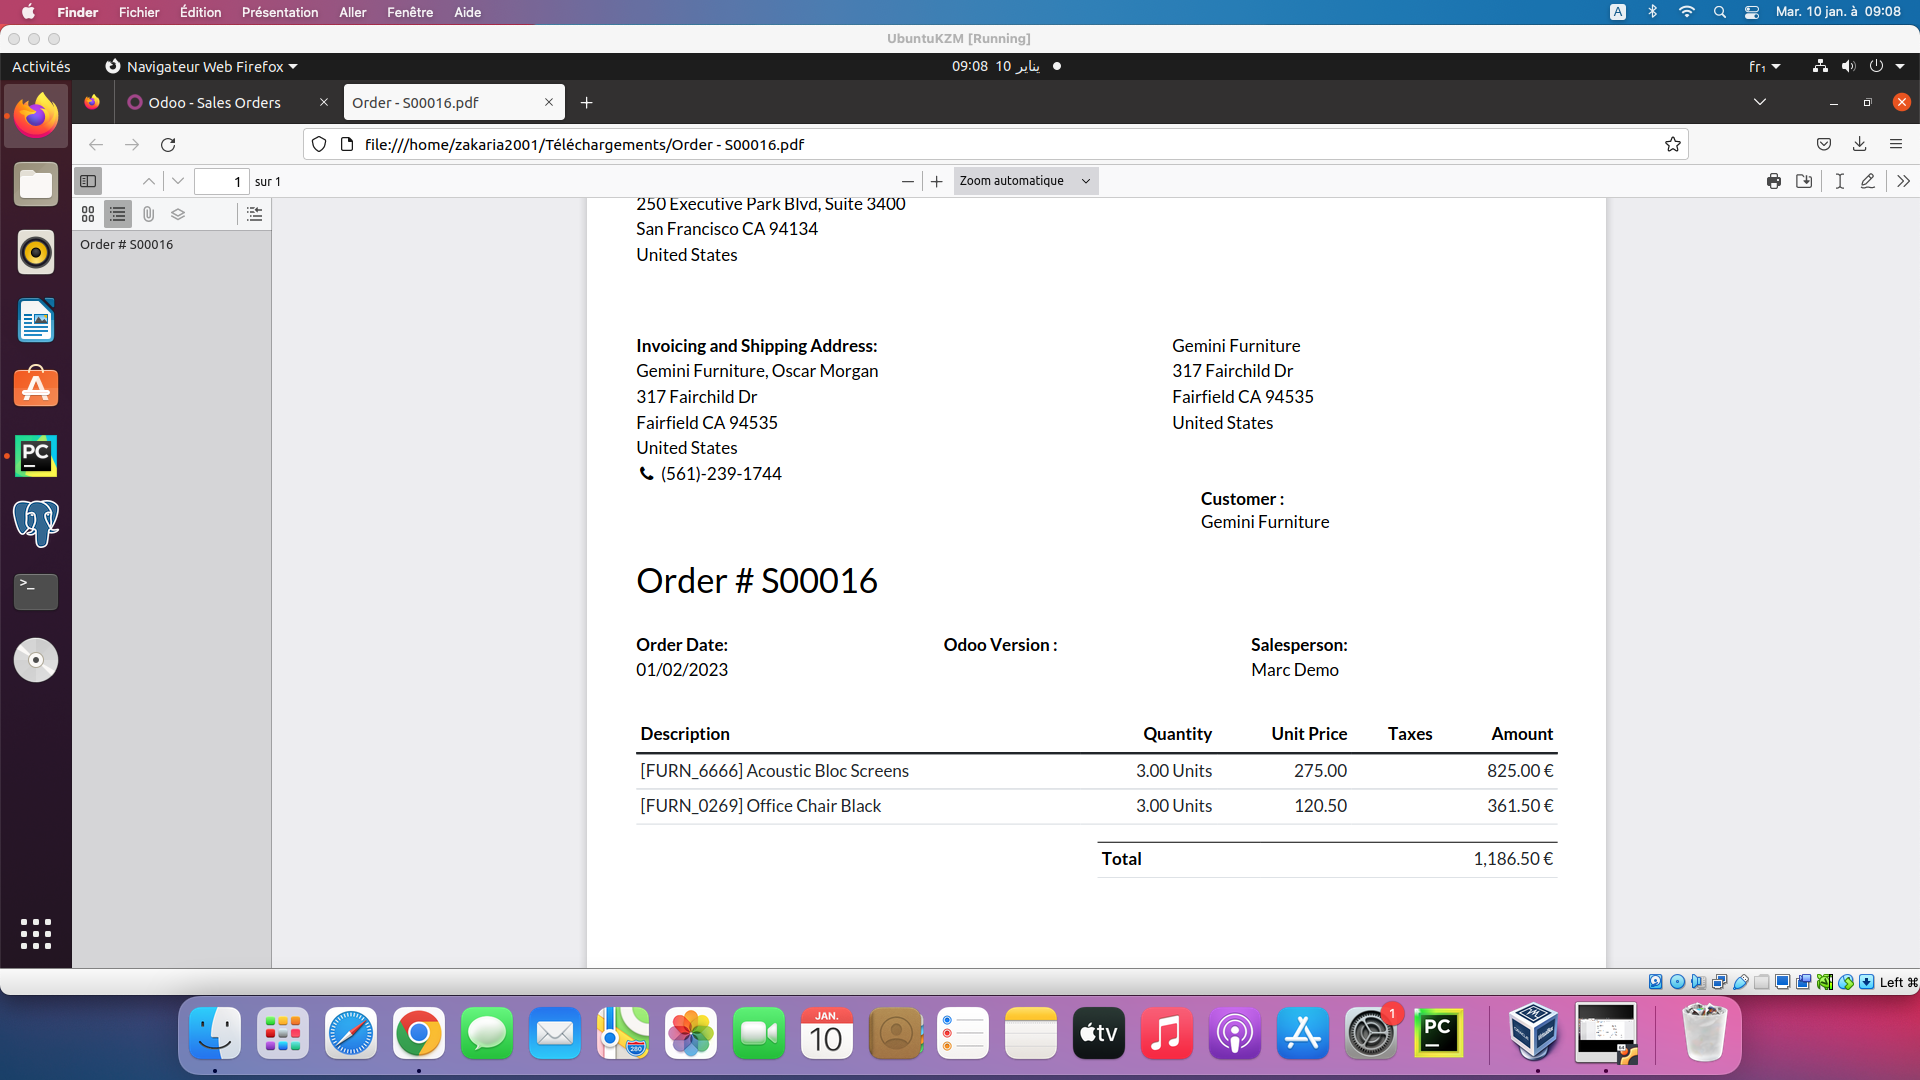 Finder Fichier Édition Présentation Aller Fenêtre Aide A Mar. 10 jan. à 09:08
UbuntuKZM [Running]
Activités Navigateur Web Firefox 09:08 10 يناير fr₁
Odoo - Sales Orders Order - S00016.pdf
file:///home/zakaria2001/Téléchargements/Order - S00016.pdf
1 sur 1 Zoom automatique
Order # S00016
250 Executive Park Blvd, Suite 3400
San Francisco CA 94134
United States
Invoicing and Shipping Address:
Gemini Furniture, Oscar Morgan
317 Fairchild Dr
Fairfield CA 94535
United States
(561)-239-1744
Gemini Furniture
317 Fairchild Dr
Fairfield CA 94535
United States
Customer :
Gemini Furniture
Order # S00016
Order Date: Odoo Version : Salesperson:
01/02/2023 Marc Demo
Description Quantity Unit Price Taxes Amount
[FURN_6666] Acoustic Bloc Screens 3.00 Units 275.00 825.00 €
[FURN_0269] Office Chair Black 3.00 Units 120.50 361.50 €
Total 1,186.50 €
PC
>_
Left ⌘
JAN.
10
280
tv
1
PC